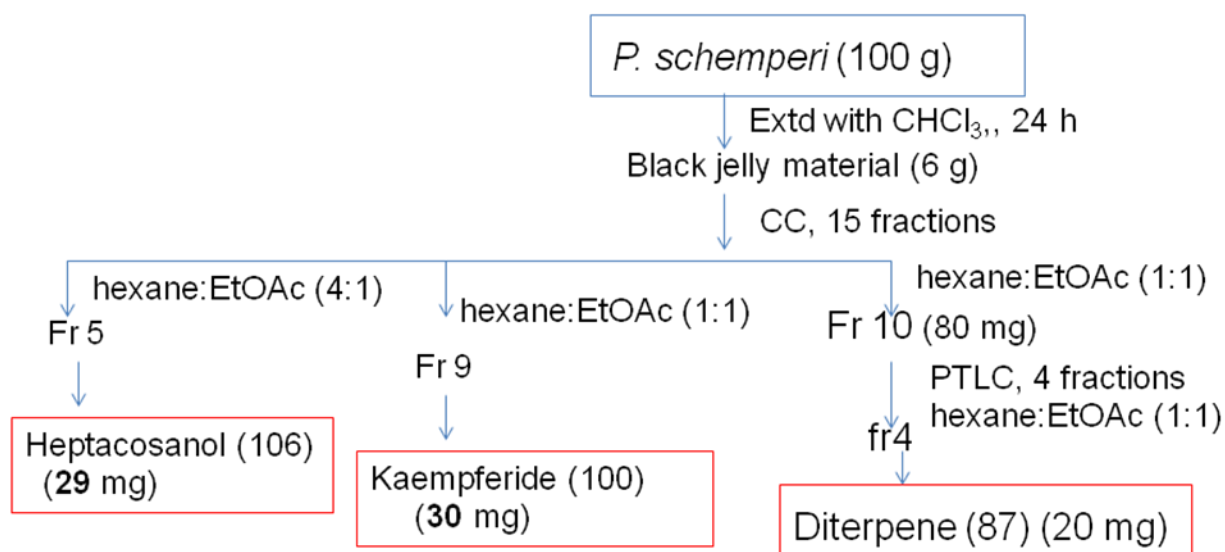 P. schemperi (100 g)
Extd with CHCl₃,, 24 h
Black jelly material (6 g)
CC, 15 fractions
hexane:EtOAc (4:1)
Fr 5
Heptacosanol (106)
(29 mg)
hexane:EtOAc (1:1)
Fr 9
Kaempferide (100)
(30 mg)
hexane:EtOAc (1:1)
Fr 10 (80 mg)
PTLC, 4 fractions
hexane:EtOAc (1:1)
fr4
Diterpene (87) (20 mg)